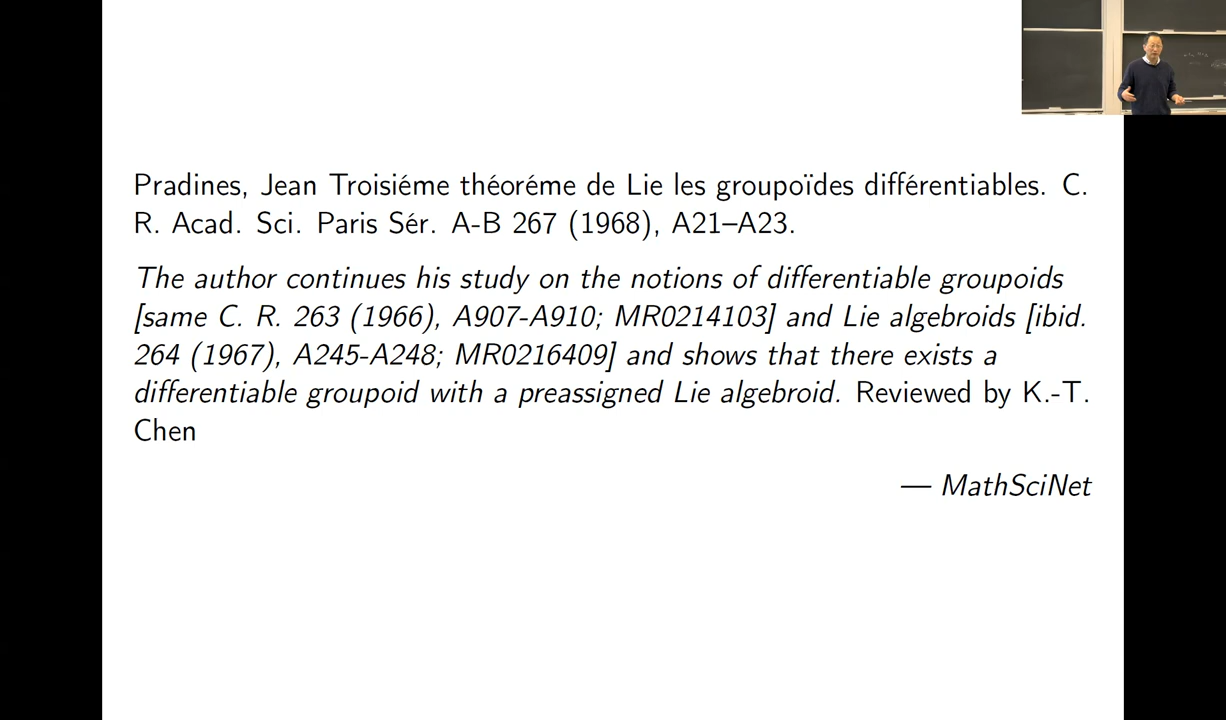 Pradines, Jean Troisiéme théoréme de Lie les groupoïdes différentiables. C.
R. Acad. Sci. Paris Sér. A-B 267 (1968), A21–A23.
The author continues his study on the notions of differentiable groupoids
[same C. R. 263 (1966), A907-A910; MR0214103] and Lie algebroids [ibid.
264 (1967), A245-A248; MR0216409] and shows that there exists a
differentiable groupoid with a preassigned Lie algebroid. Reviewed by K.-T.
Chen
— MathSciNet